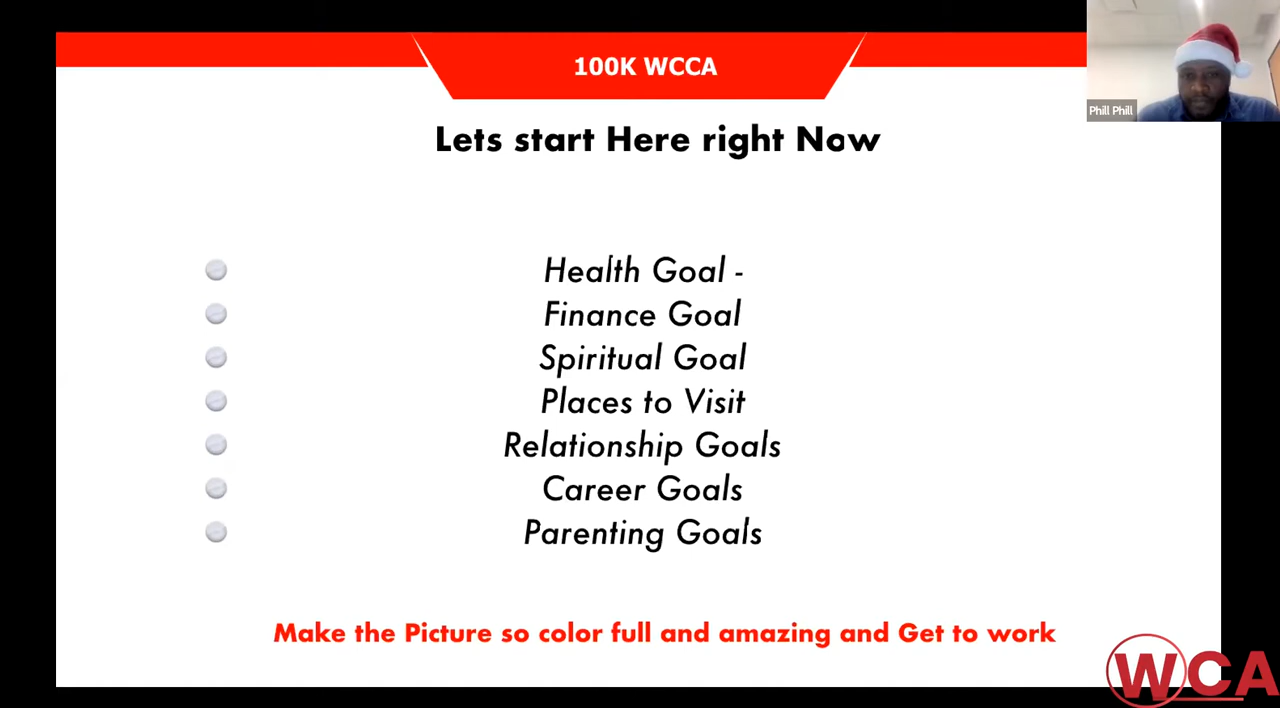 100K WCCA
Phill Phill
Lets start Here right Now
Health Goal -
Finance Goal
Spiritual Goal
Places to Visit
Relationship Goals
Career Goals
Parenting Goals
Make the Picture so color full and amazing and Get to work
WCA